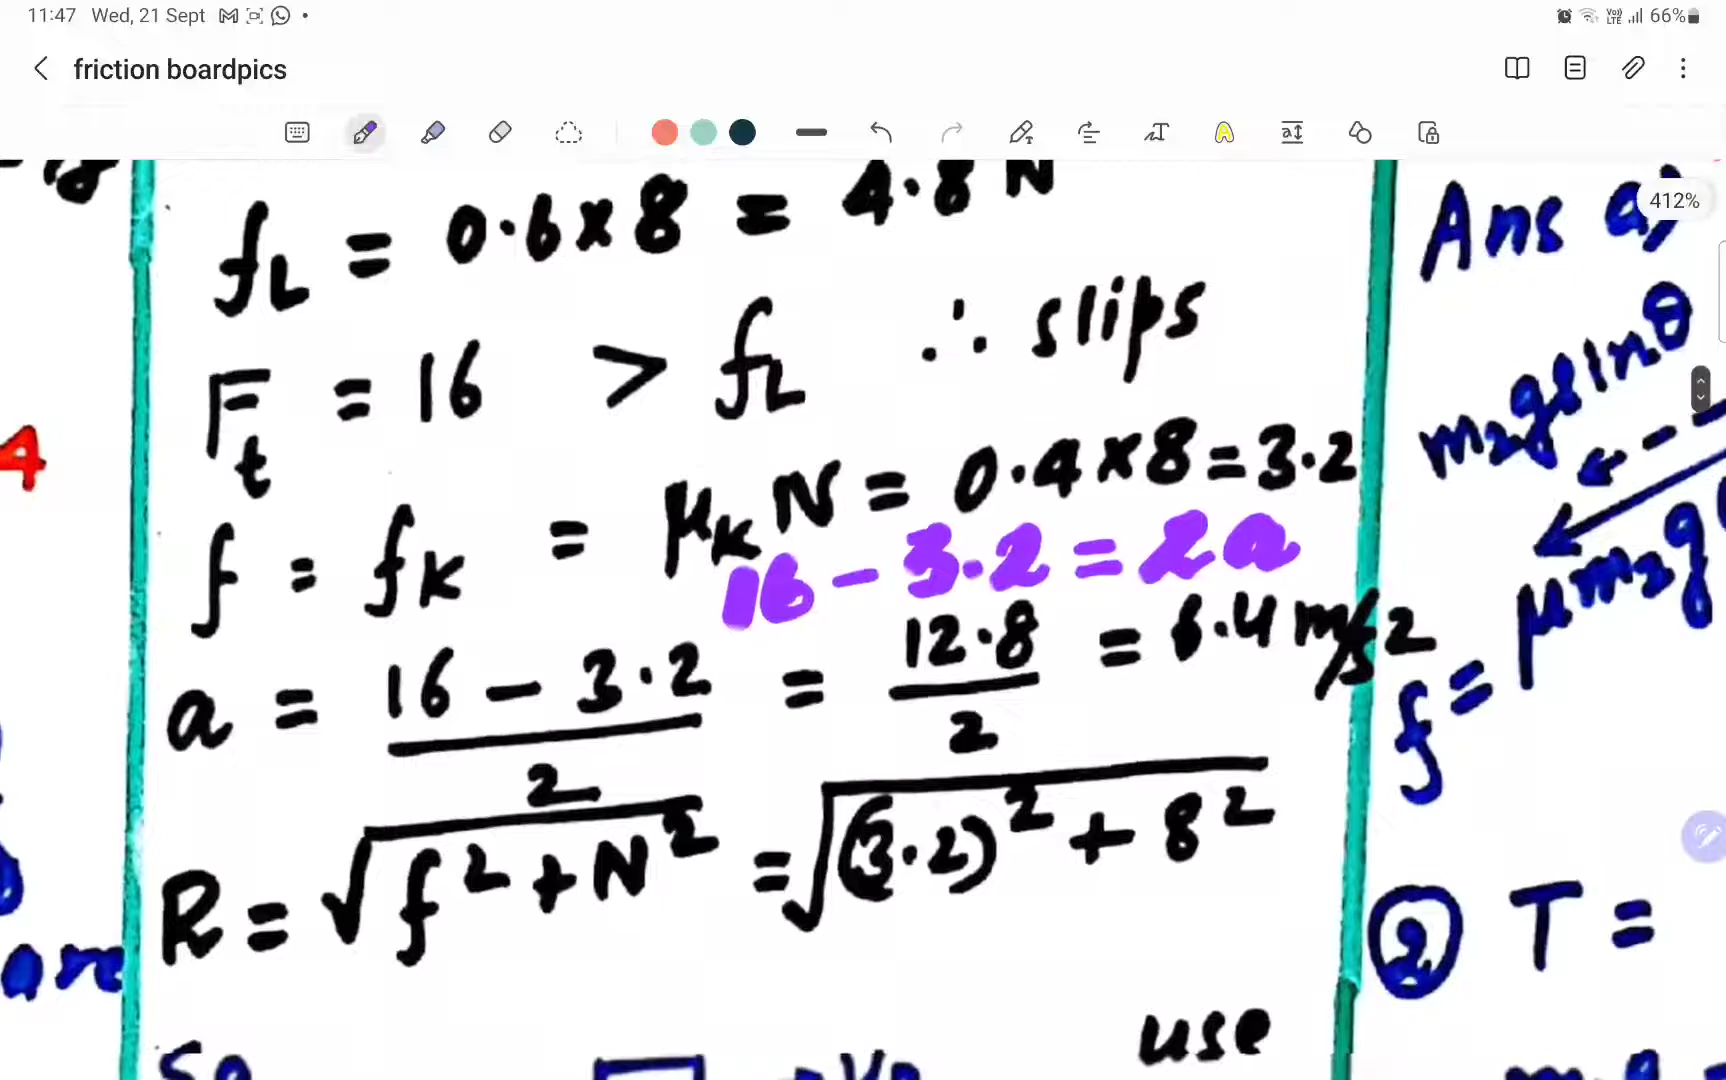 11:47 Wed, 21 Sept
66%
friction boardpics
412%
fL = 0.6 × 8 = 4.8 N
Ft = 16 > fL ∴ slips
f = fK = μK N = 0.4 × 8 = 3.2
16 - 3.2 = 2a
a = (16 - 3.2)/2 = 12.8/2 = 6.4 m/s2
R = √(f² + N²) = √((3.2)² + 8²)
use
4
are
Ans a)
m2gsinθ
f = μm2g
② T =